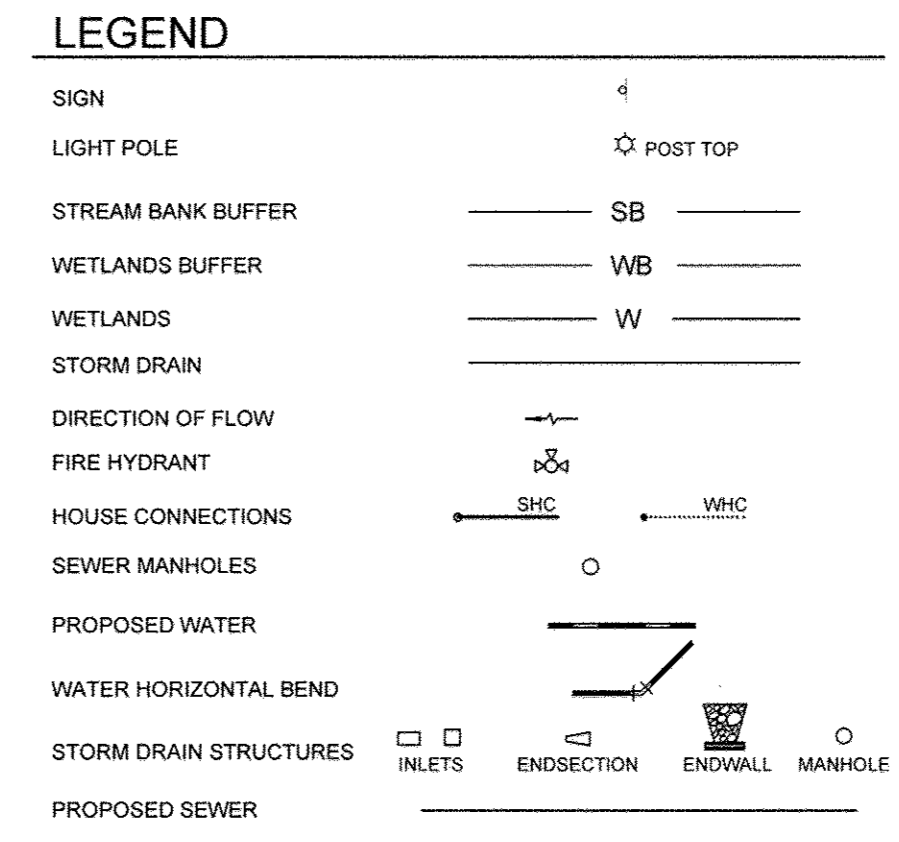 LEGEND
SIGN
LIGHT POLE POST TOP
STREAM BANK BUFFER SB
WETLANDS BUFFER WB
WETLANDS W
STORM DRAIN
DIRECTION OF FLOW
FIRE HYDRANT
HOUSE CONNECTIONS SHC WHC
SEWER MANHOLES
PROPOSED WATER
WATER HORIZONTAL BEND
STORM DRAIN STRUCTURES
INLETS ENDSECTION ENDWALL MANHOLE
PROPOSED SEWER